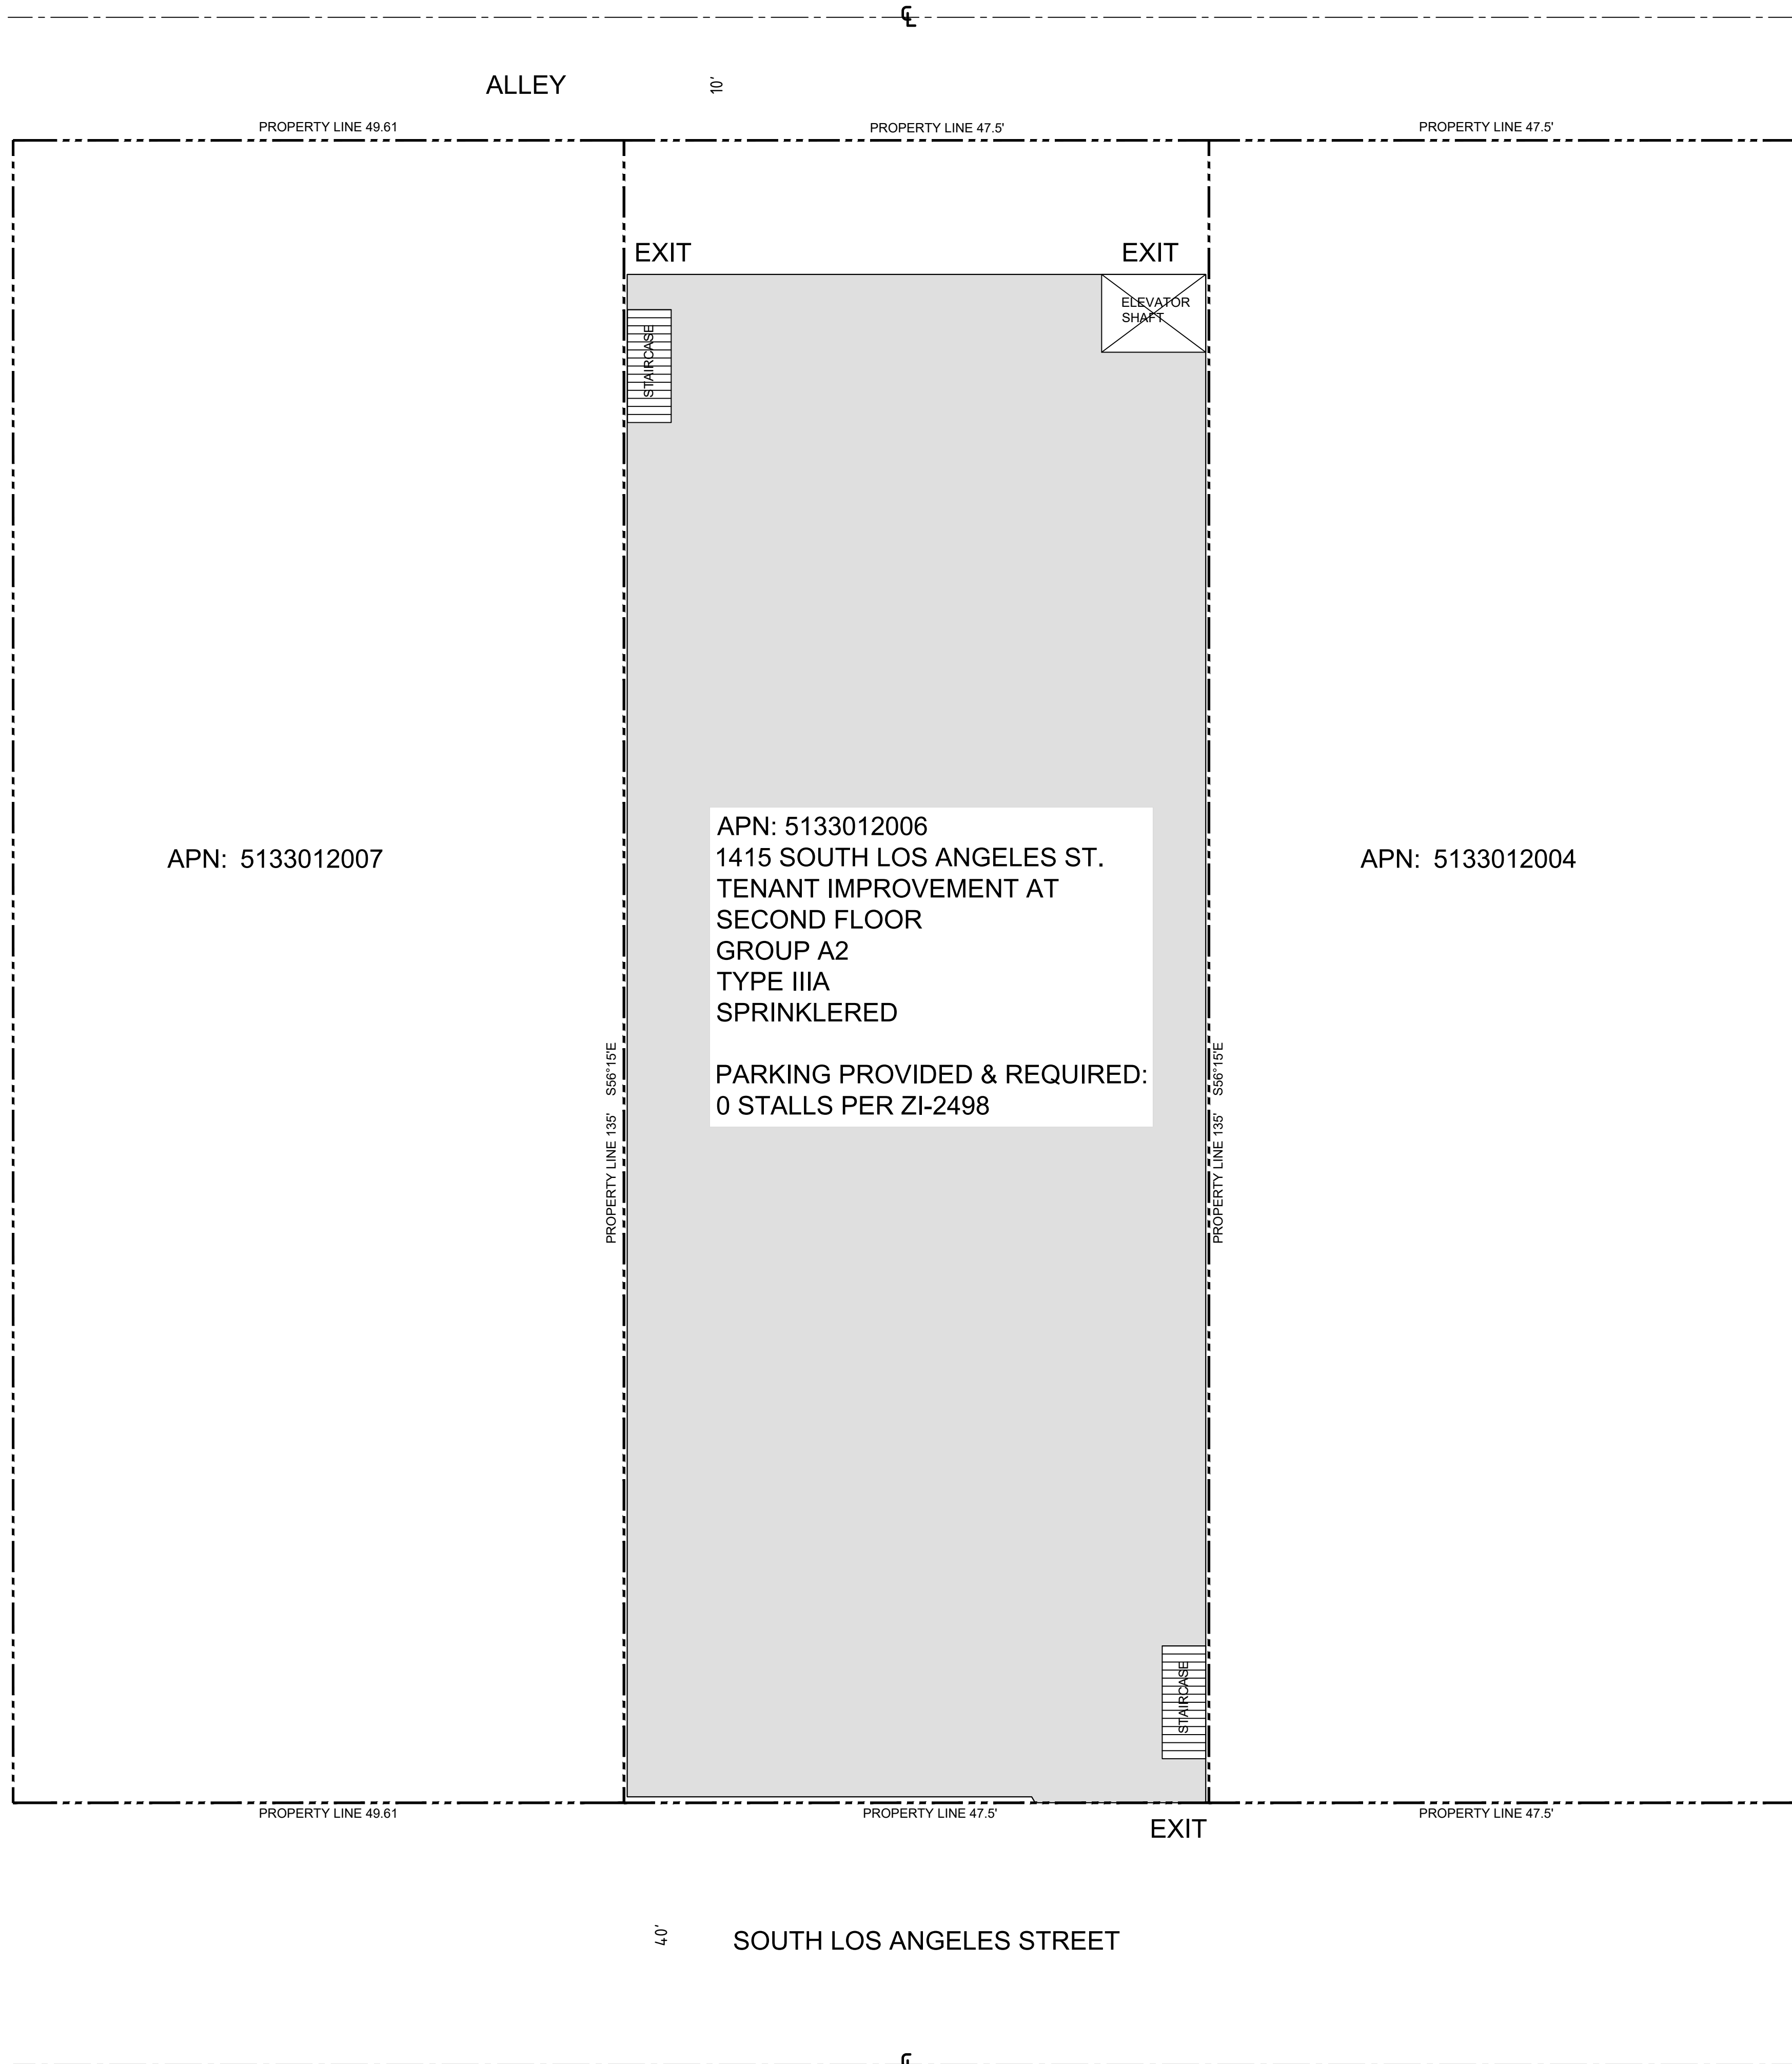 ℄
ALLEY
10'
PROPERTY LINE 49.61
PROPERTY LINE 47.5'
PROPERTY LINE 47.5'
EXIT
EXIT
ELEVATOR
SHAFT
STAIRCASE
APN: 5133012007
APN: 5133012006
1415 SOUTH LOS ANGELES ST.
TENANT IMPROVEMENT AT
SECOND FLOOR
GROUP A2
TYPE IIIA
SPRINKLERED
PARKING PROVIDED & REQUIRED:
0 STALLS PER ZI-2498
APN: 5133012004
PROPERTY LINE 135' S56°15'E
PROPERTY LINE 135' S56°15'E
STAIRCASE
PROPERTY LINE 49.61
PROPERTY LINE 47.5'
PROPERTY LINE 47.5'
EXIT
40'
SOUTH LOS ANGELES STREET
℄